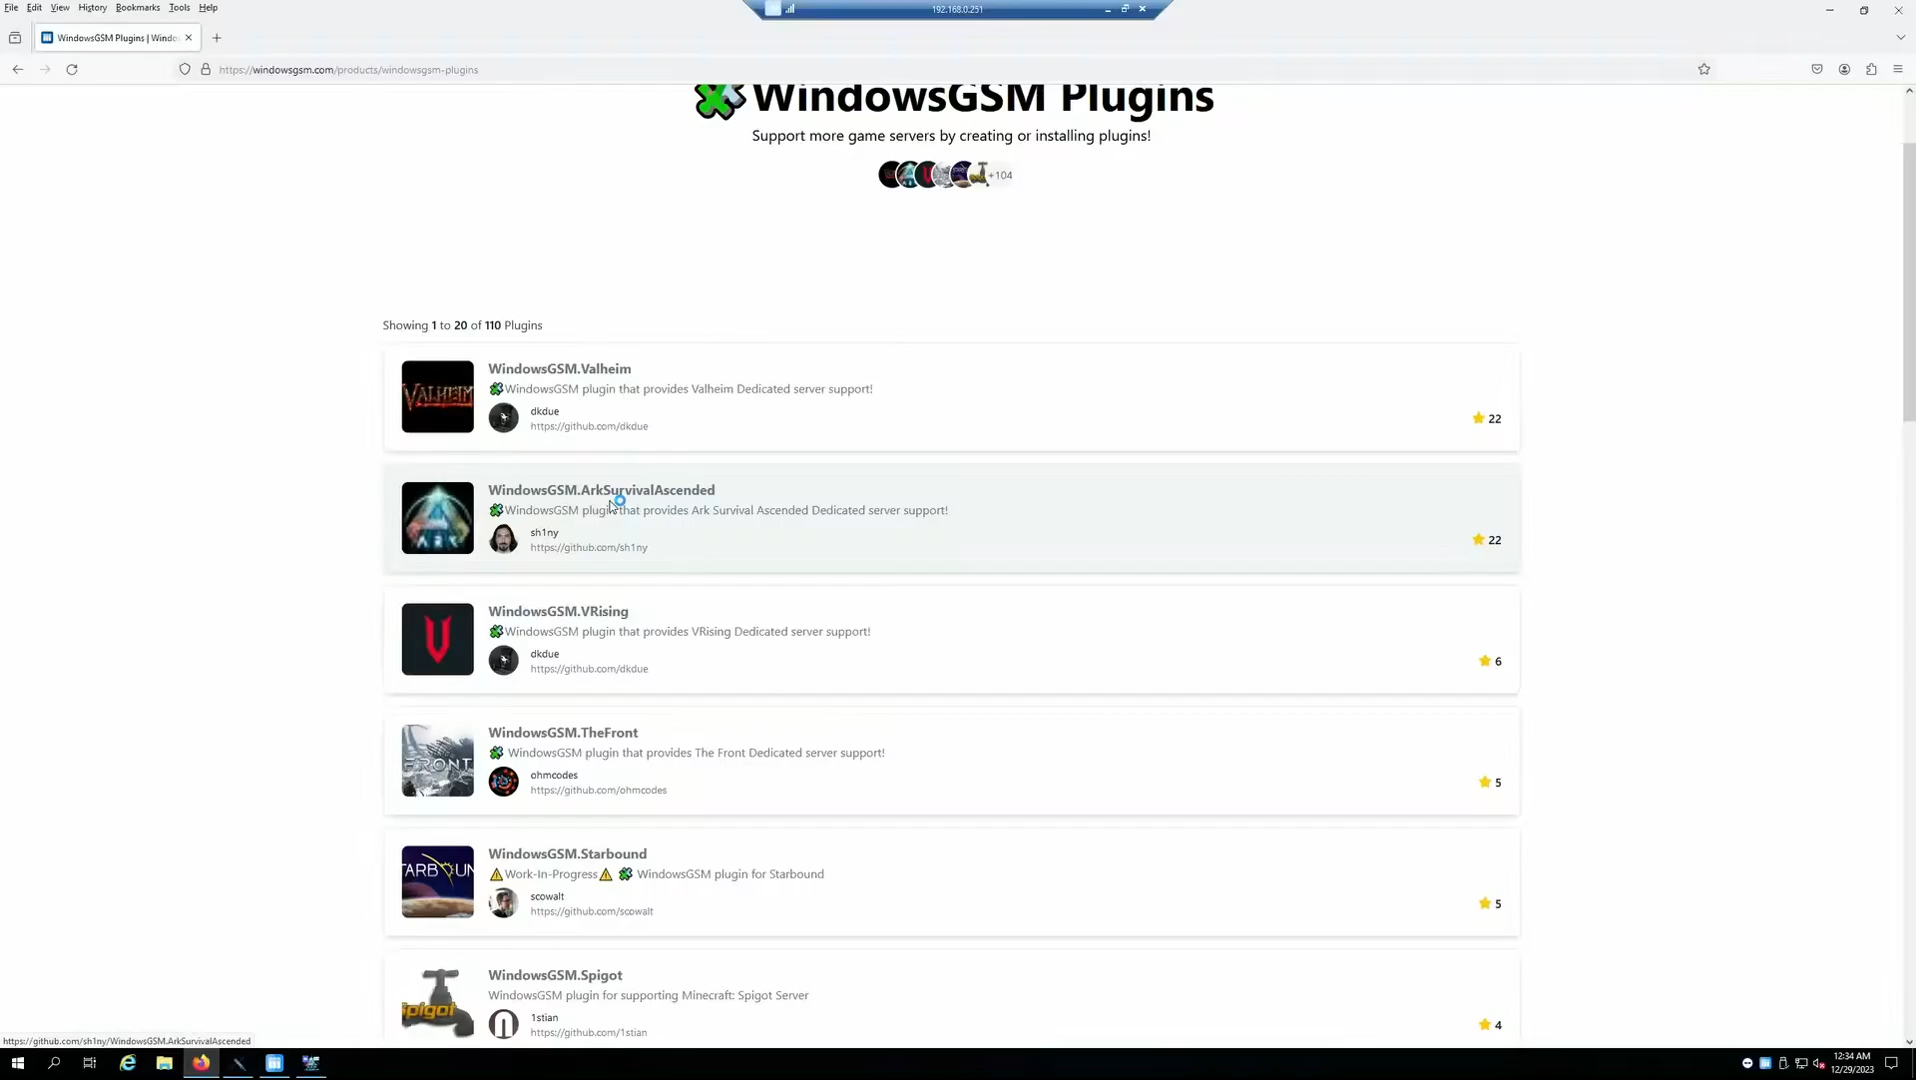 File Edit View History Bookmarks Tools Help
192.168.0.251
WindowsGSM Plugins | Windo
https://windowsgsm.com/products/windowsgsm-plugins
WindowsGSM Plugins
Support more game servers by creating or installing plugins!
+104
Showing 1 to 20 of 110 Plugins
VALHEIM
WindowsGSM.Valheim
WindowsGSM plugin that provides Valheim Dedicated server support!
dkdue
https://github.com/dkdue
22
WindowsGSM.ArkSurvivalAscended
WindowsGSM plugin that provides Ark Survival Ascended Dedicated server support!
sh1ny
https://github.com/sh1ny
22
WindowsGSM.VRising
WindowsGSM plugin that provides VRising Dedicated server support!
dkdue
https://github.com/dkdue
6
FRONT
WindowsGSM.TheFront
WindowsGSM plugin that provides The Front Dedicated server support!
ohmcodes
https://github.com/ohmcodes
5
TARBOUN
WindowsGSM.Starbound
Work-In-Progress WindowsGSM plugin for Starbound
scowalt
https://github.com/scowalt
5
Spigot
WindowsGSM.Spigot
WindowsGSM plugin for supporting Minecraft: Spigot Server
1stian
https://github.com/1stian
4
https://github.com/sh1ny/WindowsGSM.ArkSurvivalAscended
12:34 AM
12/29/2023